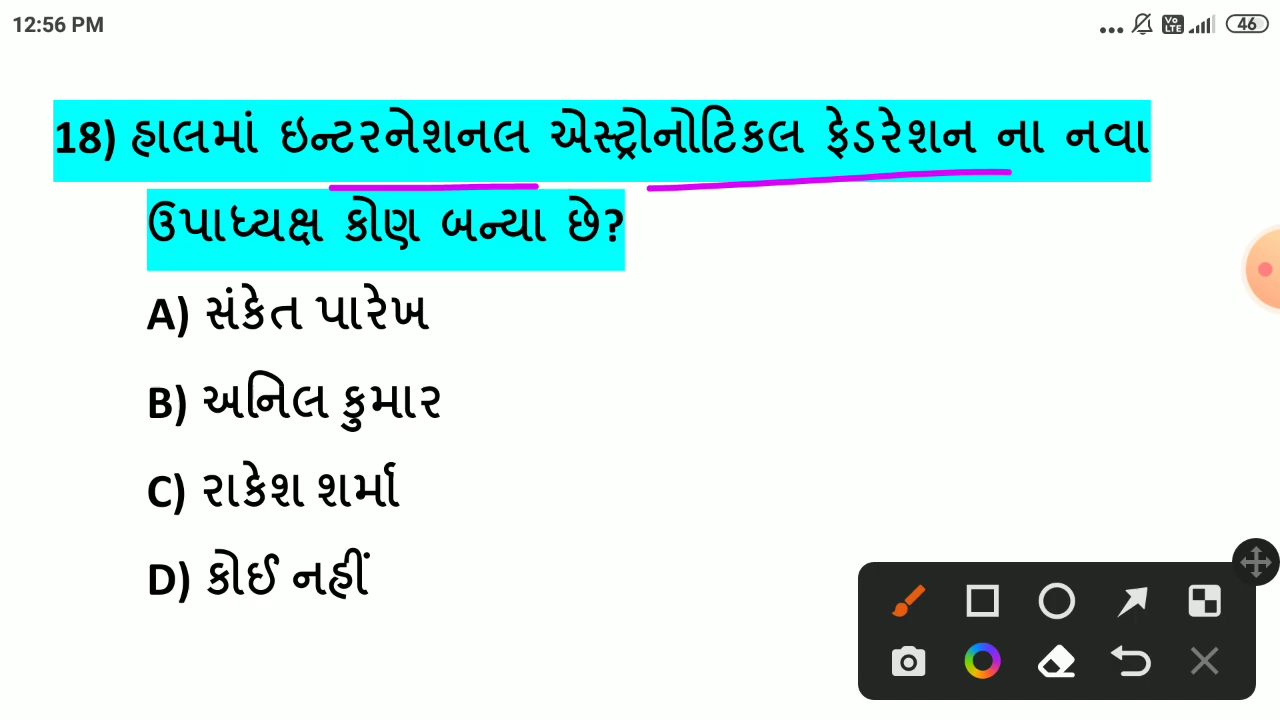 12:56 PM
46
18) હાલમાં ઇન્ટરનેશનલ એસ્ટ્રોનોટિકલ ફેડરેશન ના નવા
ઉપાધ્યક્ષ કોણ બન્યા છે?
A) સંકેત પારેખ
B) અનિલ કુમાર
C) રાકેશ શર્મા
D) કોઈ નહીં